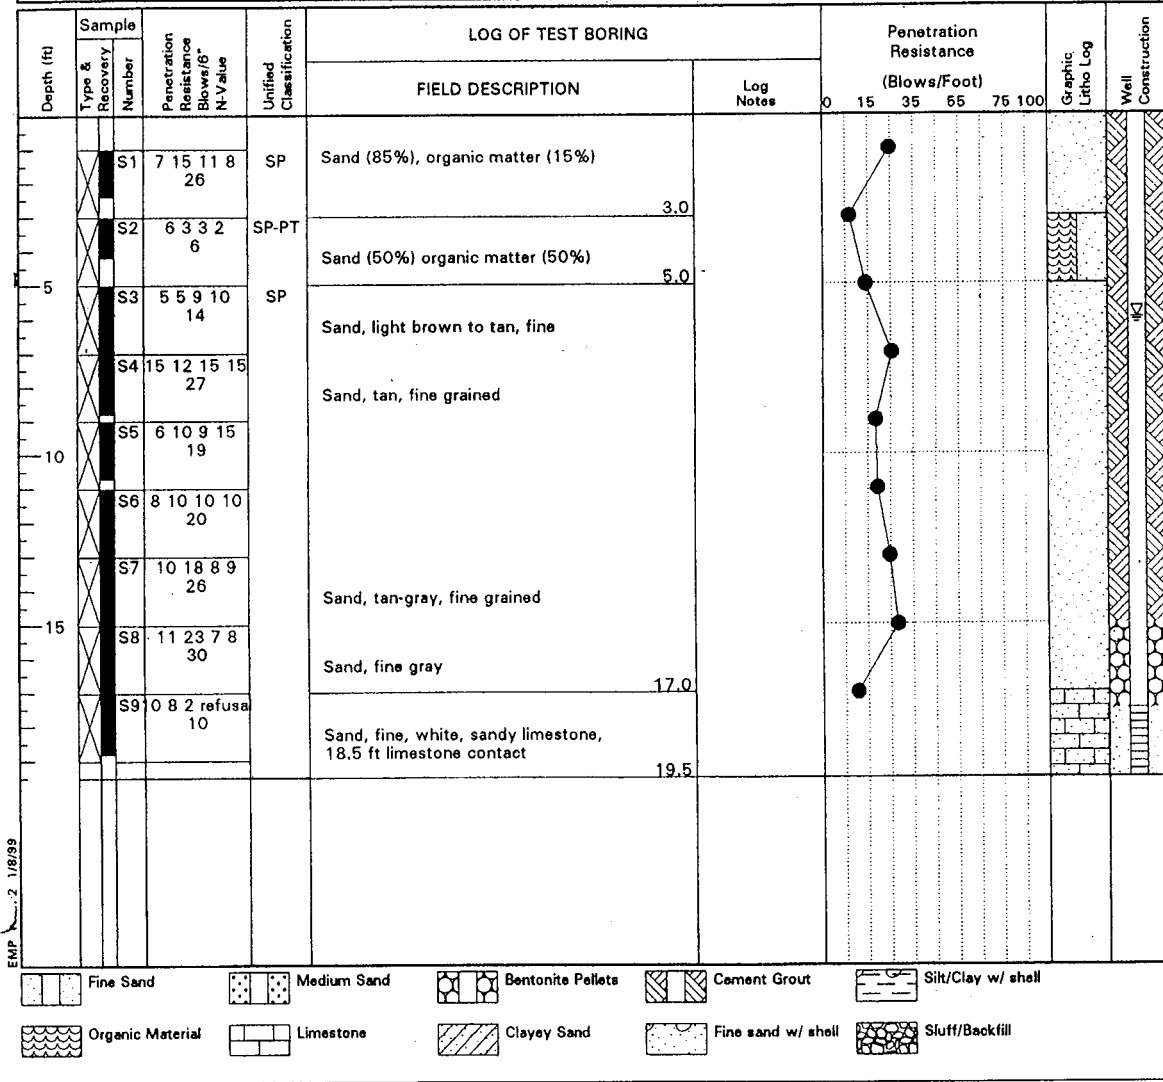 Depth (ft)
Sample
Type &
Recovery
Number
Penetration
Resistance
Blows/6"
N-Value
Unified
Classification
LOG OF TEST BORING
FIELD DESCRIPTION
Log
Notes
Penetration
Resistance
(Blows/Foot)
0 15 35 65 75 100
Graphic
Litho Log
Well
Construction
S1 7 15 11 8 SP Sand (85%), organic matter (15%)
26
3.0
S2 6 3 3 2 SP-PT
6
Sand (50%) organic matter (50%)
5.0
5
S3 5 5 9 10 SP
14
Sand, light brown to tan, fine
S4 15 12 15 15
27
Sand, tan, fine grained
S5 6 10 9 15
19
10
S6 8 10 10 10
20
S7 10 18 8 9
26
Sand, tan-gray, fine grained
15
S8 11 23 7 8
30
Sand, fine gray
17.0
S9 10 8 2 refusa
10
Sand, fine, white, sandy limestone,
18.5 ft limestone contact
19.5
EMP 2 1/8/99
Fine Sand
Medium Sand
Bentonite Pellets
Cement Grout
Silt/Clay w/ shell
Organic Material
Limestone
Clayey Sand
Fine sand w/ shell
Sluff/Backfill